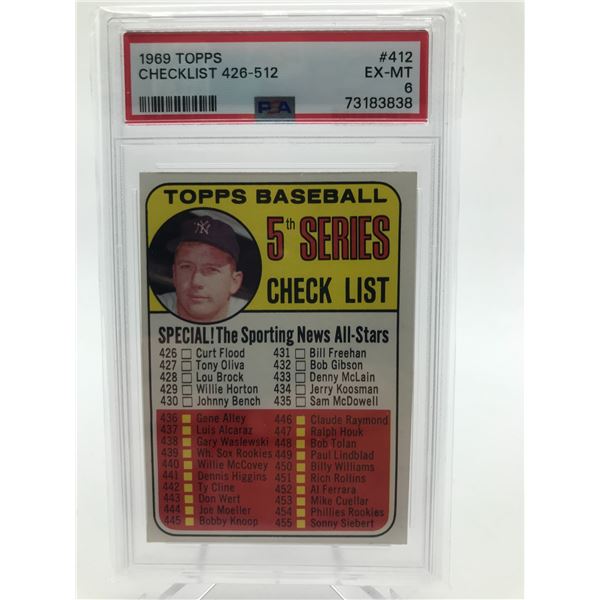 1969 TOPPS #412
CHECKLIST 426-512 EX-MT
6
PSA 73183838
TOPPS BASEBALL
5th SERIES
CHECK LIST
NY
SPECIAL! The Sporting News All-Stars
426 Curt Flood 431 Bill Freehan
427 Tony Oliva 432 Bob Gibson
428 Lou Brock 433 Denny McLain
429 Willie Horton 434 Jerry Koosman
430 Johnny Bench 435 Sam McDowell
436 Gene Alley 446 Claude Raymond
437 Luis Alcaraz 447 Ralph Houk
438 Gary Waslewski 448 Bob Tolan
439 Wh. Sox Rookies 449 Paul Lindblad
440 Willie McCovey 450 Billy Williams
441 Dennis Higgins 451 Rich Rollins
442 Ty Cline 452 Al Ferrara
443 Don Wert 453 Mike Cuellar
444 Joe Moeller 454 Phillies Rookies
445 Bobby Knoop 455 Sonny Siebert